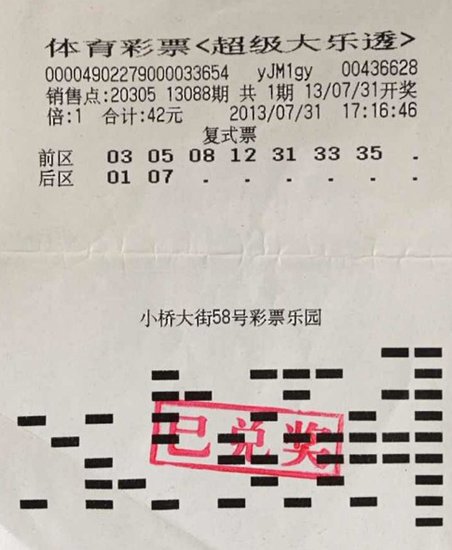 体育彩票<超级大乐透>
00004902279000033654 yJM1gy 00436628
销售点:20305 13088期 共 1期 13/07/31开奖
倍:1 合计:42元 2013/07/31 17:16:46
复式票
前区 03 05 08 12 31 33 35 .
后区 01 07 . . . . . .
小桥大街58号彩票乐园
已兑奖